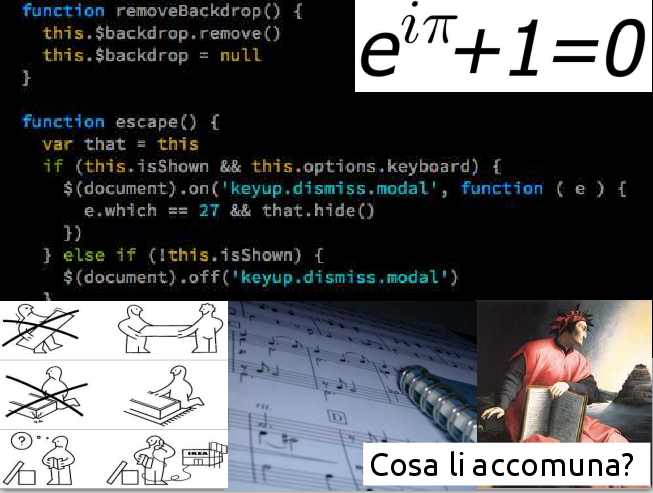 function removeBackdrop() {
this.$backdrop.remove()
this.$backdrop = null
}
e^{iπ}+1=0
function escape() {
var that = this
if (this.isShown && this.options.keyboard) {
$(document).on('keyup.dismiss.modal', function ( e ) {
e.which == 27 && that.hide()
})
} else if (!this.isShown) {
$(document).off('keyup.dismiss.modal')
}
?
IKEA
D
Cosa li accomuna?